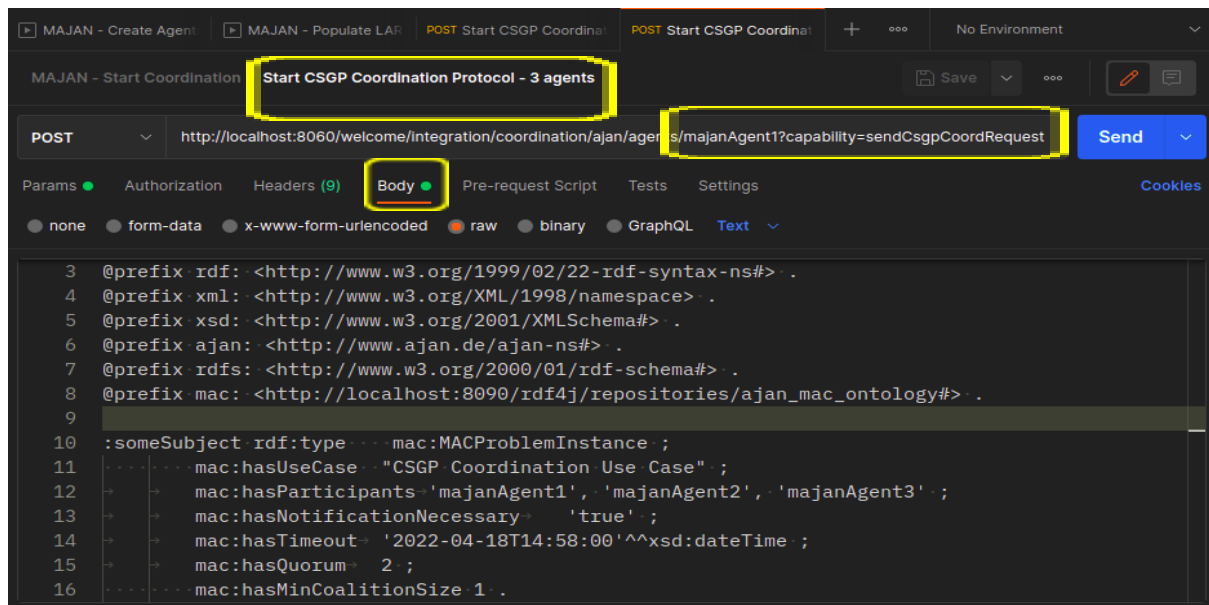 MAJAN - Create Agent MAJAN - Populate LAR POST Start CSGP Coordinat POST Start CSGP Coordinat No Environment
MAJAN - Start Coordination Start CSGP Coordination Protocol - 3 agents Save
POST http://localhost:8060/welcome/integration/coordination/ajan/agents/majanAgent1?capability=sendCsgpCoordRequest Send
Params Authorization Headers (9) Body Pre-request Script Tests Settings Cookies
none form-data x-www-form-urlencoded raw binary GraphQL Text
3 @prefix rdf: <http://www.w3.org/1999/02/22-rdf-syntax-ns#> .
4 @prefix xml: <http://www.w3.org/XML/1998/namespace> .
5 @prefix xsd: <http://www.w3.org/2001/XMLSchema#> .
6 @prefix ajan: <http://www.ajan.de/ajan-ns#> .
7 @prefix rdfs: <http://www.w3.org/2000/01/rdf-schema#> .
8 @prefix mac: <http://localhost:8090/rdf4j/repositories/ajan_mac_ontology#> .
9
10 :someSubject rdf:type mac:MACProblemInstance ;
11 mac:hasUseCase "CSGP Coordination Use Case" ;
12 mac:hasParticipants 'majanAgent1', 'majanAgent2', 'majanAgent3' ;
13 mac:hasNotificationNecessary 'true' ;
14 mac:hasTimeout '2022-04-18T14:58:00'^^xsd:dateTime ;
15 mac:hasQuorum 2 ;
16 mac:hasMinCoalitionSize 1 .